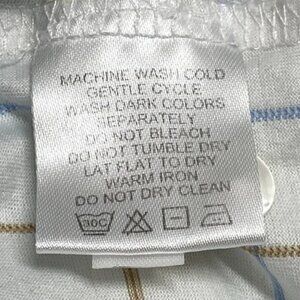 MACHINE WASH COLD
GENTLE CYCLE
WASH DARK COLORS
SEPARATELY
DO NOT BLEACH
DO NOT TUMBLE DRY
LAT FLAT TO DRY
WARM IRON
DO NOT DRY CLEAN
30C